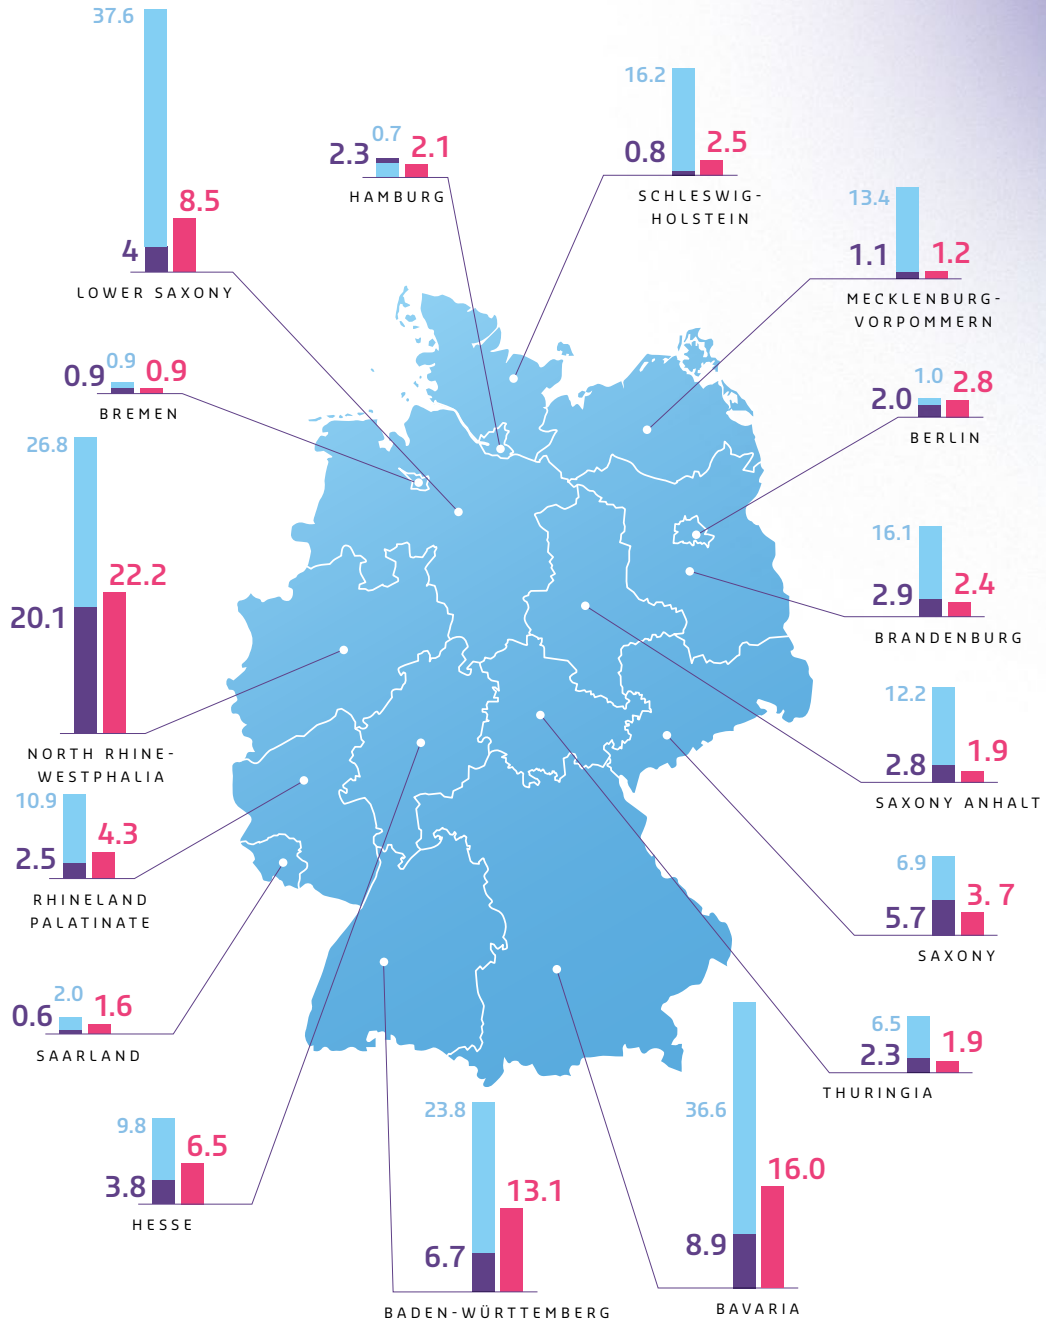 37.6
4
8.5
LOWER SAXONY
2.3
0.7
2.1
HAMBURG
16.2
0.8
2.5
SCHLESWIG-
HOLSTEIN
13.4
1.1
1.2
MECKLENBURG-
VORPOMMERN
0.9
0.9
0.9
BREMEN
1.0
2.0
2.8
BERLIN
26.8
20.1
22.2
NORTH RHINE-
WESTPHALIA
16.1
2.9
2.4
BRANDENBURG
12.2
2.8
1.9
SAXONY ANHALT
10.9
2.5
4.3
RHINELAND
PALATINATE
6.9
5.7
3. 7
SAXONY
2.0
0.6
1.6
SAARLAND
6.5
2.3
1.9
THURINGIA
9.8
3.8
6.5
HESSE
23.8
6.7
13.1
BADEN-WÜRTTEMBERG
36.6
8.9
16.0
BAVARIA